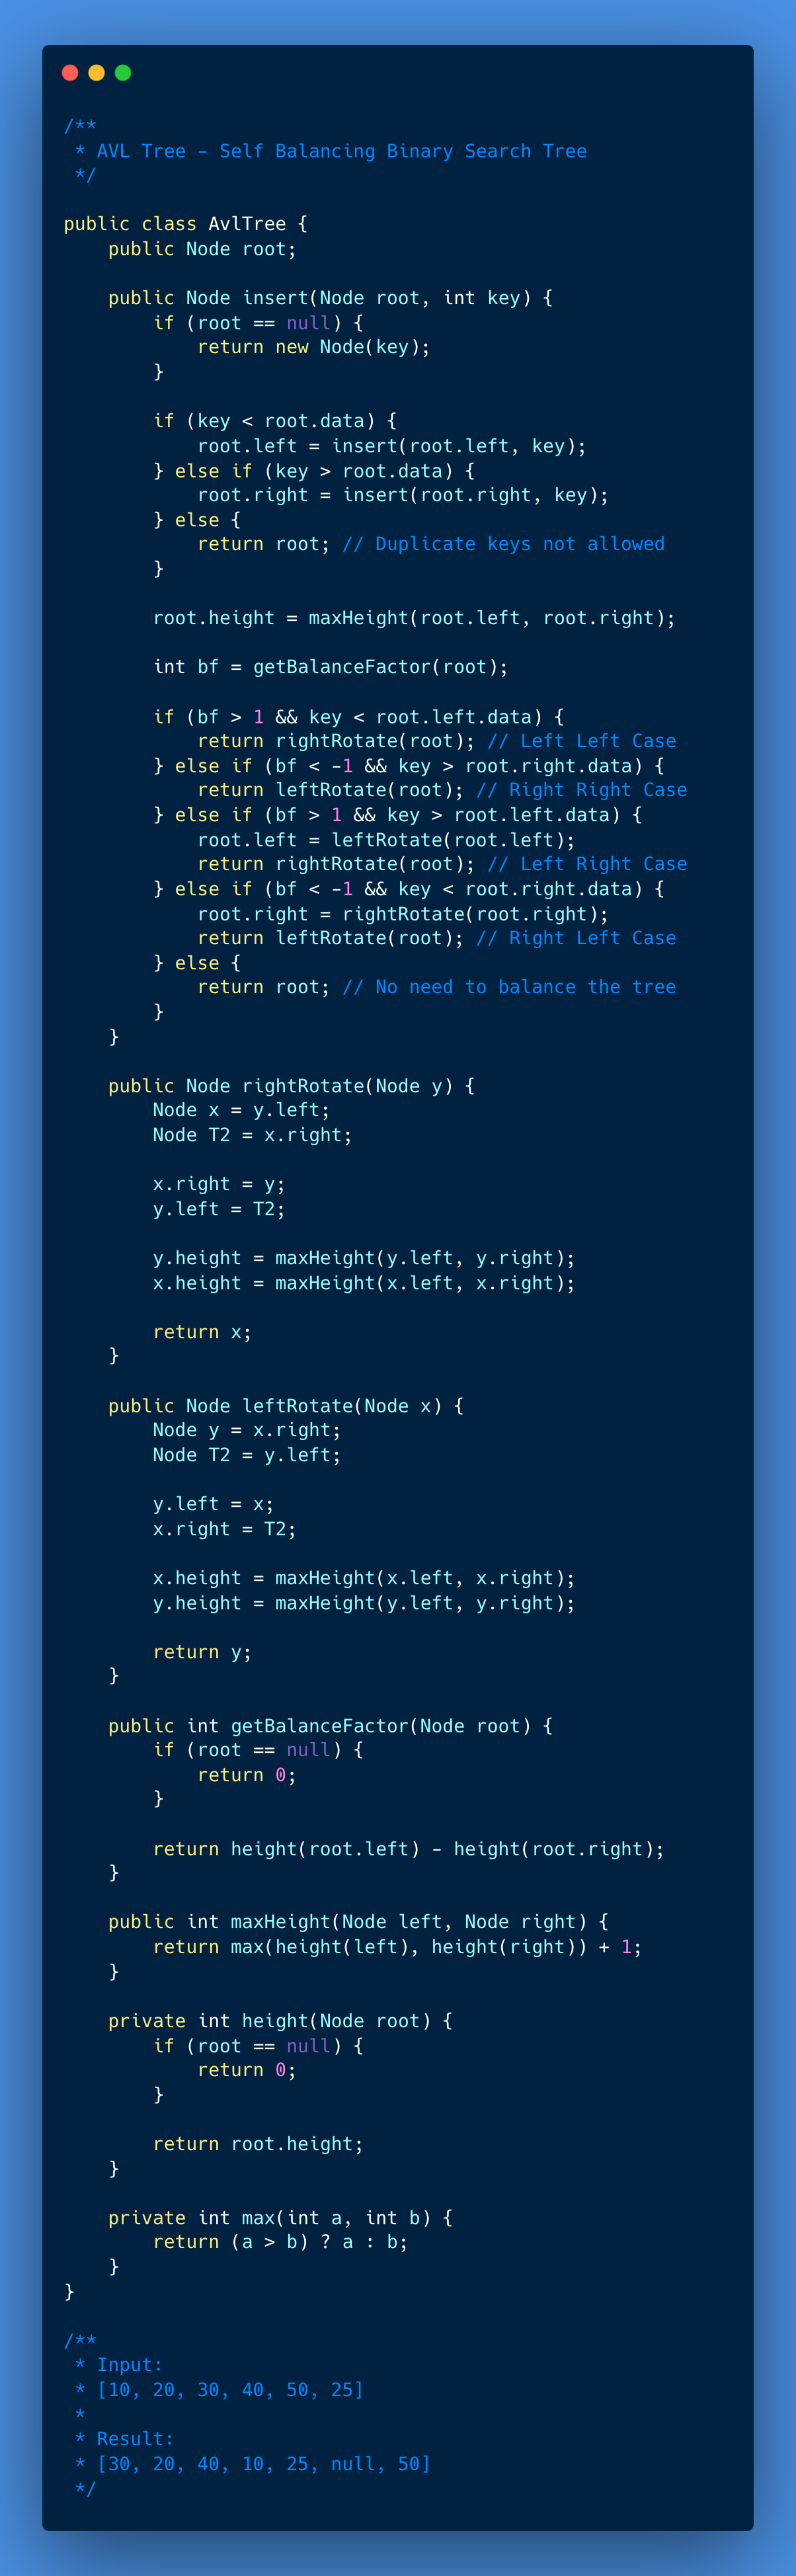 /**
 * AVL Tree - Self Balancing Binary Search Tree
 */

public class AvlTree {
    public Node root;

    public Node insert(Node root, int key) {
        if (root == null) {
            return new Node(key);
        }

        if (key < root.data) {
            root.left = insert(root.left, key);
        } else if (key > root.data) {
            root.right = insert(root.right, key);
        } else {
            return root; // Duplicate keys not allowed
        }

        root.height = maxHeight(root.left, root.right);

        int bf = getBalanceFactor(root);

        if (bf > 1 && key < root.left.data) {
            return rightRotate(root); // Left Left Case
        } else if (bf < -1 && key > root.right.data) {
            return leftRotate(root); // Right Right Case
        } else if (bf > 1 && key > root.left.data) {
            root.left = leftRotate(root.left);
            return rightRotate(root); // Left Right Case
        } else if (bf < -1 && key < root.right.data) {
            root.right = rightRotate(root.right);
            return leftRotate(root); // Right Left Case
        } else {
            return root; // No need to balance the tree
        }
    }

    public Node rightRotate(Node y) {
        Node x = y.left;
        Node T2 = x.right;

        x.right = y;
        y.left = T2;

        y.height = maxHeight(y.left, y.right);
        x.height = maxHeight(x.left, x.right);

        return x;
    }

    public Node leftRotate(Node x) {
        Node y = x.right;
        Node T2 = y.left;

        y.left = x;
        x.right = T2;

        x.height = maxHeight(x.left, x.right);
        y.height = maxHeight(y.left, y.right);

        return y;
    }

    public int getBalanceFactor(Node root) {
        if (root == null) {
            return 0;
        }

        return height(root.left) - height(root.right);
    }

    public int maxHeight(Node left, Node right) {
        return max(height(left), height(right)) + 1;
    }

    private int height(Node root) {
        if (root == null) {
            return 0;
        }

        return root.height;
    }

    private int max(int a, int b) {
        return (a > b) ? a : b;
    }
}

/**
 * Input:
 * [10, 20, 30, 40, 50, 25]
 *
 * Result:
 * [30, 20, 40, 10, 25, null, 50]
 */